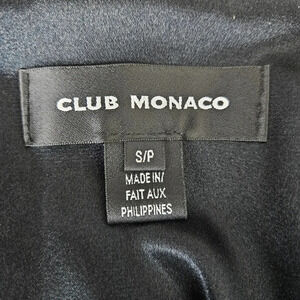 CLUB MONACO
S/P
MADE IN/
FAIT AUX
PHILIPPINES